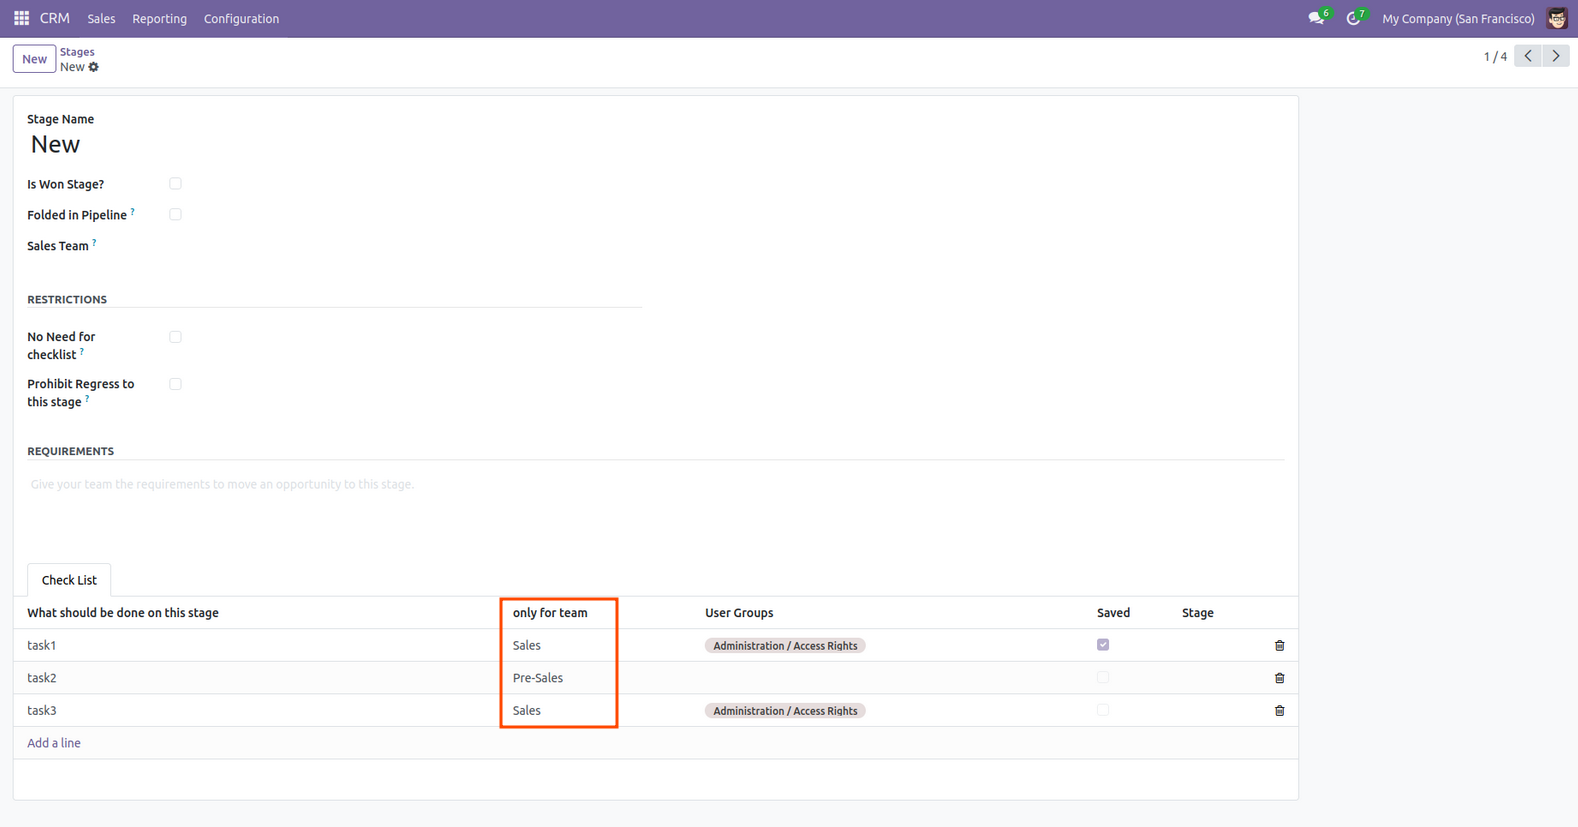 CRM Sales Reporting Configuration 6 7 My Company (San Francisco)
New Stages
New
1 / 4
Stage Name
New
Is Won Stage?
Folded in Pipeline ?
Sales Team ?
RESTRICTIONS
No Need for
checklist ?
Prohibit Regress to
this stage ?
REQUIREMENTS
Give your team the requirements to move an opportunity to this stage.
Check List
What should be done on this stage only for team User Groups Saved Stage
task1 Sales Administration / Access Rights
task2 Pre-Sales
task3 Sales Administration / Access Rights
Add a line